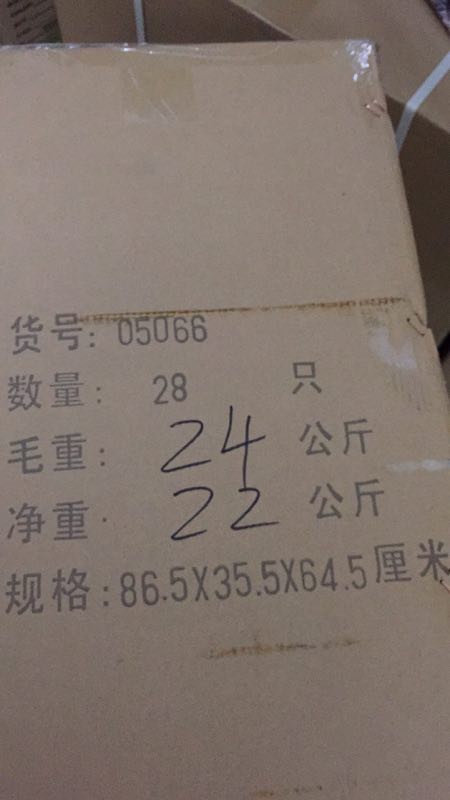 货号: 05066
数量: 28 只
毛重: 24 公斤
净重: 22 公斤
规格:86.5X35.5X64.5厘米